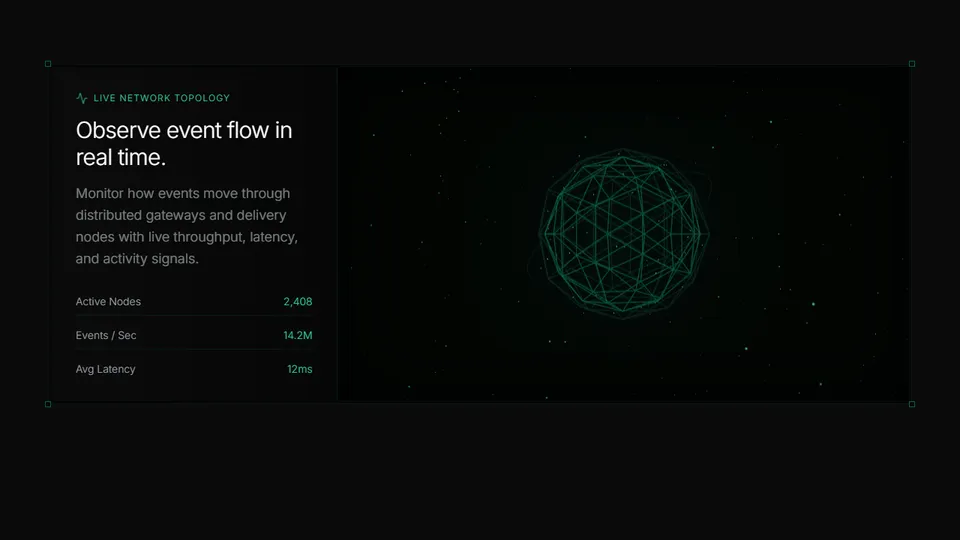 LIVE NETWORK TOPOLOGY
Observe event flow in
real time.
Monitor how events move through
distributed gateways and delivery
nodes with live throughput, latency,
and activity signals.
Active Nodes 2,408
Events / Sec 14.2M
Avg Latency 12ms